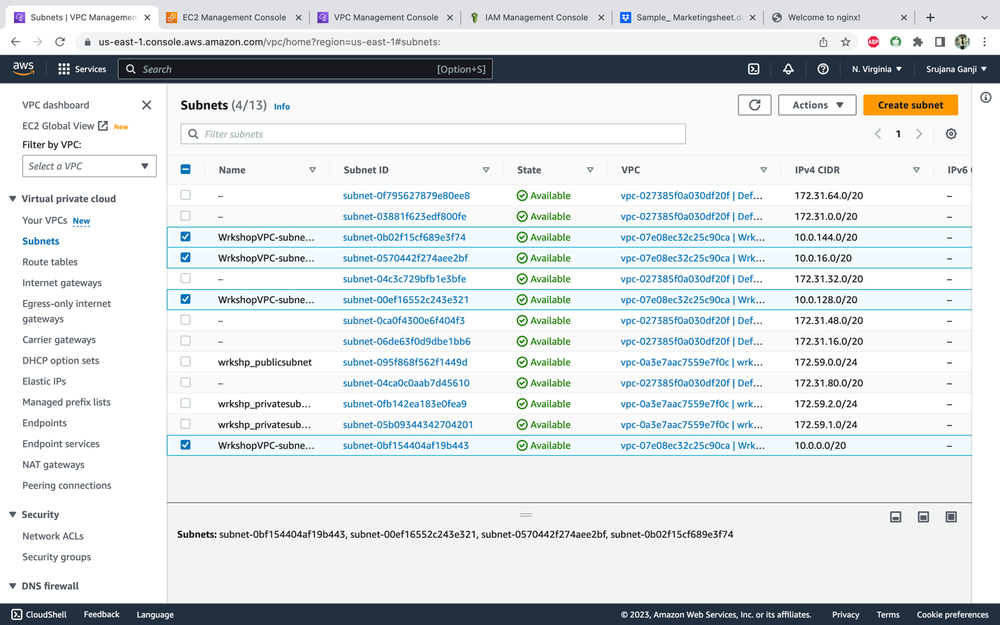 Subnets | VPC Managemen
EC2 Management Console
VPC Management Console
IAM Management Console
Sample_ Marketingsheet.d
Welcome to nginx!
us-east-1.console.aws.amazon.com/vpc/home?region=us-east-1#subnets:
ABP
aws
Services
Search
[Option+S]
N. Virginia
Srujana Ganji
VPC dashboard
EC2 Global View New
Filter by VPC:
Select a VPC
Virtual private cloud
Your VPCs New
Subnets
Route tables
Internet gateways
Egress-only internet
gateways
Carrier gateways
DHCP option sets
Elastic IPs
Managed prefix lists
Endpoints
Endpoint services
NAT gateways
Peering connections
Security
Network ACLs
Security groups
DNS firewall
Subnets (4/13) Info
Actions
Create subnet
Filter subnets
1
Name Subnet ID State VPC IPv4 CIDR IPv6
– subnet-0f795627879e80ee8 Available vpc-027385f0a030df20f | Def... 172.31.64.0/20 –
– subnet-03881f623edf800fe Available vpc-027385f0a030df20f | Def... 172.31.0.0/20 –
WrkshopVPC-subne... subnet-0b02f15cf689e3f74 Available vpc-07e08ec32c25c90ca | Wrk... 10.0.144.0/20 –
WrkshopVPC-subne... subnet-0570442f274aee2bf Available vpc-07e08ec32c25c90ca | Wrk... 10.0.16.0/20 –
– subnet-04c3c729bfb1e3bfe Available vpc-027385f0a030df20f | Def... 172.31.32.0/20 –
WrkshopVPC-subne... subnet-00ef16552c243e321 Available vpc-07e08ec32c25c90ca | Wrk... 10.0.128.0/20 –
– subnet-0ca0f4300e6f404f3 Available vpc-027385f0a030df20f | Def... 172.31.48.0/20 –
– subnet-06de63f0d9dbe1bb6 Available vpc-027385f0a030df20f | Def... 172.31.16.0/20 –
wrkshp_publicsubnet subnet-095f868f562f1449d Available vpc-0a3e7aac7559e7f0c | wrk... 172.59.0.0/24 –
– subnet-04ca0c0aab7d45610 Available vpc-027385f0a030df20f | Def... 172.31.80.0/20 –
wrkshp_privatesub... subnet-0fb142ea183e0fea9 Available vpc-0a3e7aac7559e7f0c | wrk... 172.59.2.0/24 –
wrkshp_privatesub... subnet-05b09344342704201 Available vpc-0a3e7aac7559e7f0c | wrk... 172.59.1.0/24 –
WrkshopVPC-subne... subnet-0bf154404af19b443 Available vpc-07e08ec32c25c90ca | Wrk... 10.0.0.0/20 –
Subnets: subnet-0bf154404af19b443, subnet-00ef16552c243e321, subnet-0570442f274aee2bf, subnet-0b02f15cf689e3f74
CloudShell
Feedback
Language
© 2023, Amazon Web Services, Inc. or its affiliates.
Privacy
Terms
Cookie preferences